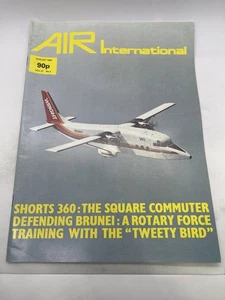 AIR International
90p
SHORTS 360: THE SQUARE COMMUTER
DEFENDING BRUNEI: A ROTARY FORCE
TRAINING WITH THE "TWEETY BIRD"